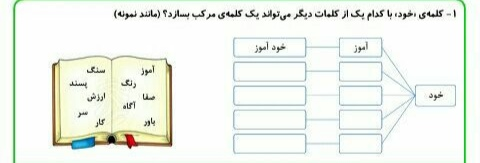 ۱- کلمه‌ی «خود» با کدام یک از کلمات دیگر می‌تواند یک کلمه‌ی مرکب بسازد؟ (مانند نمونه)
خود
آموز
خود آموز
آموز
سنگ
رنگ
پسند
صفا
ارزش
آگاه
سر
یاور
کار